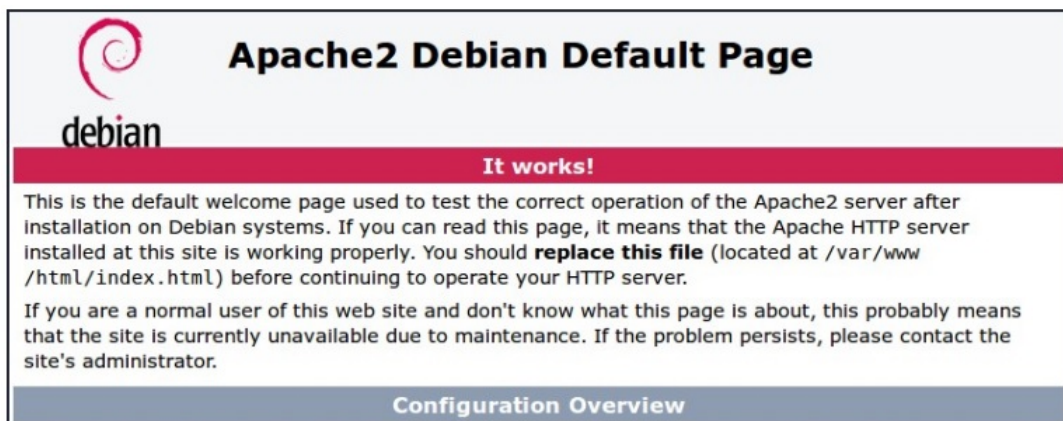 debian
Apache2 Debian Default Page
It works!
This is the default welcome page used to test the correct operation of the Apache2 server after
installation on Debian systems. If you can read this page, it means that the Apache HTTP server
installed at this site is working properly. You should replace this file (located at /var/www
/html/index.html) before continuing to operate your HTTP server.
If you are a normal user of this web site and don't know what this page is about, this probably means
that the site is currently unavailable due to maintenance. If the problem persists, please contact the
site's administrator.
Configuration Overview